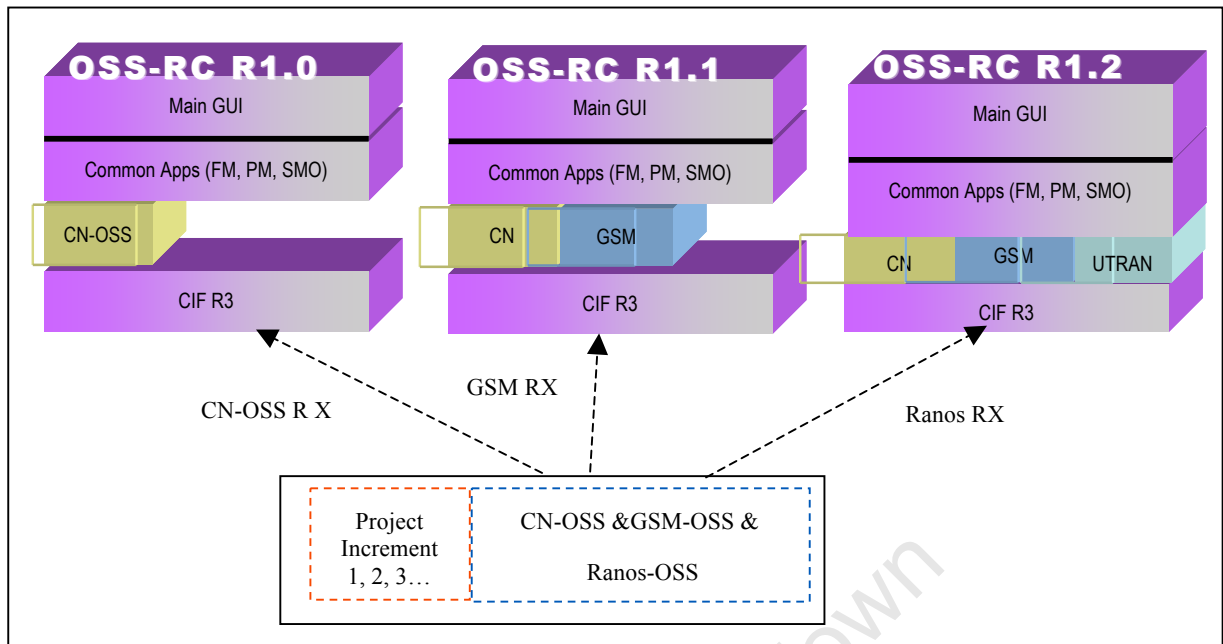 OSS-RC R1.0
Main GUI
Common Apps (FM, PM, SMO)
CN-OSS
CIF R3
OSS-RC R1.1
Main GUI
Common Apps (FM, PM, SMO)
CN
GSM
CIF R3
OSS-RC R1.2
Main GUI
Common Apps (FM, PM, SMO)
CN
GSM
UTRAN
CIF R3
CN-OSS R X
GSM RX
Ranos RX
Project
Increment
1, 2, 3…
CN-OSS &GSM-OSS &
Ranos-OSS
town